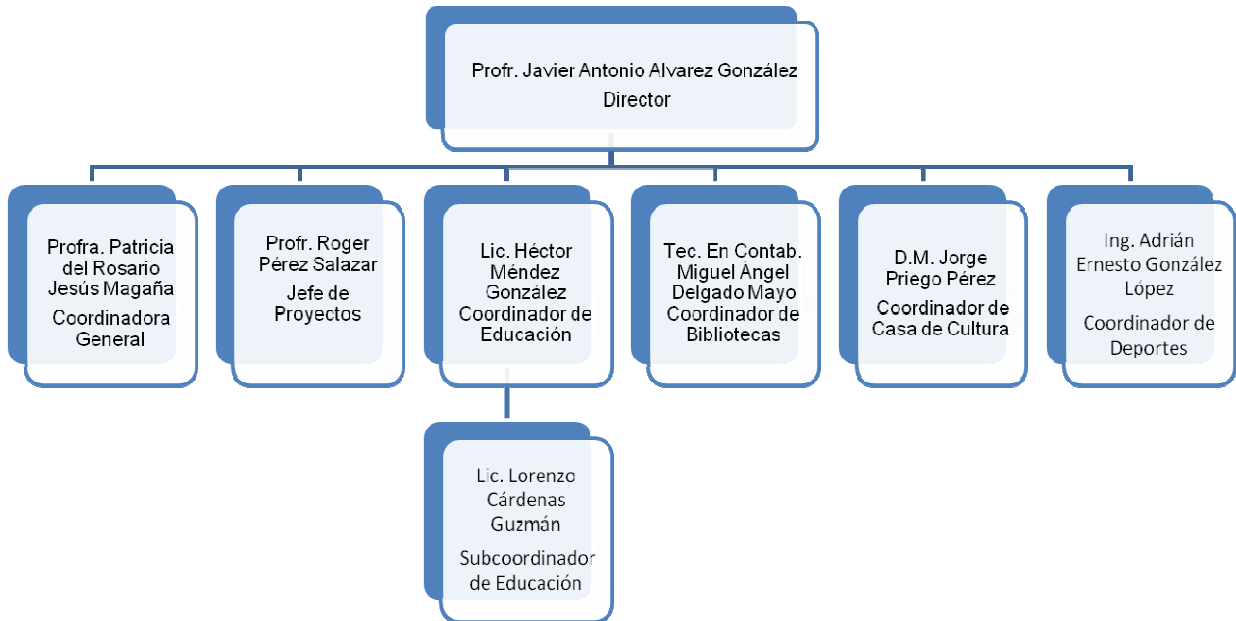 Profr. Javier Antonio Alvarez González
Director
Profra. Patricia
del Rosario
Jesús Magaña
Coordinadora
General
Profr. Roger
Pérez Salazar
Jefe de
Proyectos
Lic. Héctor
Méndez
González
Coordinador de
Educación
Tec. En Contab.
Miguel Ángel
Delgado Mayo
Coordinador de
Bibliotecas
D.M. Jorge
Priego Pérez
Coordinador de
Casa de Cultura
Ing. Adrián
Ernesto González
López
Coordinador de
Deportes
Lic. Lorenzo
Cárdenas
Guzmán
Subcoordinador
de Educación